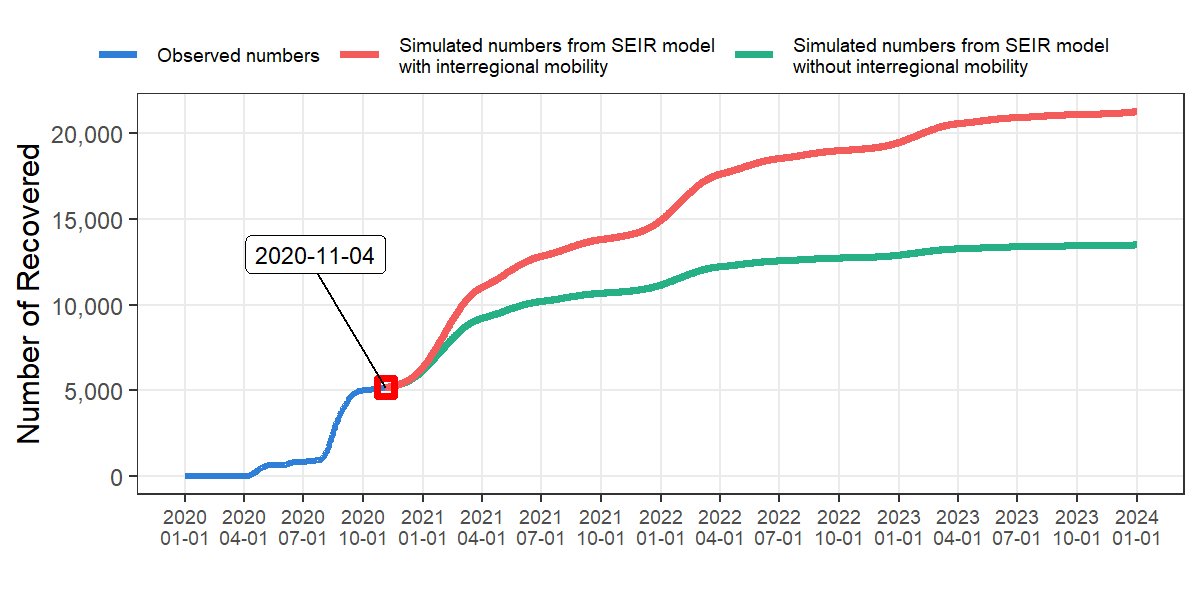 Observed numbers
Simulated numbers from SEIR model
with interregional mobility
Simulated numbers from SEIR model
without interregional mobility
Number of Recovered
20,000
15,000
10,000
5,000
0
2020-11-04
2020 2020 2020 2020 2021 2021 2021 2021 2022 2022 2022 2022 2023 2023 2023 2023 2024
01-01 04-01 07-01 10-01 01-01 04-01 07-01 10-01 01-01 04-01 07-01 10-01 01-01 04-01 07-01 10-01 01-01